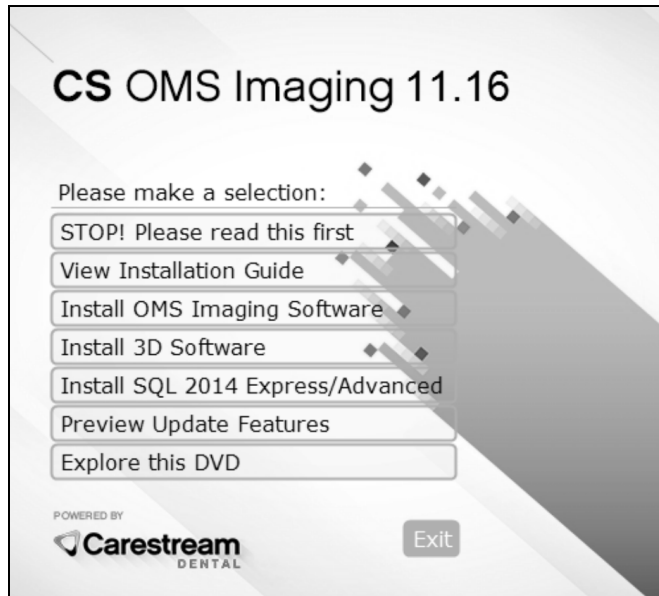 CS OMS Imaging 11.16
Please make a selection:
STOP! Please read this first
View Installation Guide
Install OMS Imaging Software
Install 3D Software
Install SQL 2014 Express/Advanced
Preview Update Features
Explore this DVD
POWERED BY
Carestream
DENTAL
Exit